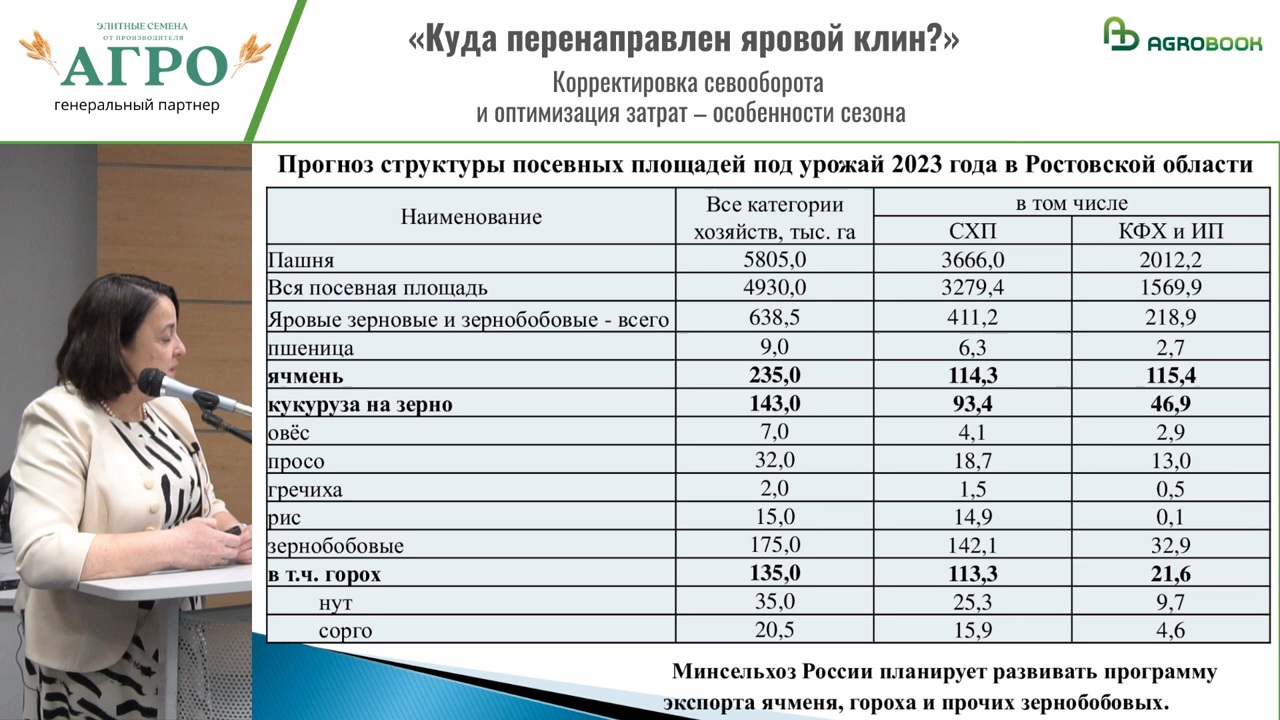 ЭЛИТНЫЕ СЕМЕНА
ОТ ПРОИЗВОДИТЕЛЯ
АГРО
генеральный партнер
«Куда перенаправлен яровой клин?»
Корректировка севооборота
и оптимизация затрат – особенности сезона
AGROBOOK
Прогноз структуры посевных площадей под урожай 2023 года в Ростовской области
Наименование Все категории хозяйств, тыс. га в том числе
СХП КФХ и ИП
Пашня 5805,0 3666,0 2012,2
Вся посевная площадь 4930,0 3279,4 1569,9
Яровые зерновые и зернобобовые - всего 638,5 411,2 218,9
пшеница 9,0 6,3 2,7
ячмень 235,0 114,3 115,4
кукуруза на зерно 143,0 93,4 46,9
овёс 7,0 4,1 2,9
просо 32,0 18,7 13,0
гречиха 2,0 1,5 0,5
рис 15,0 14,9 0,1
зернобобовые 175,0 142,1 32,9
в т.ч. горох 135,0 113,3 21,6
нут 35,0 25,3 9,7
сорго 20,5 15,9 4,6
Минсельхоз России планирует развивать программу
экспорта ячменя, гороха и прочих зернобобовых.